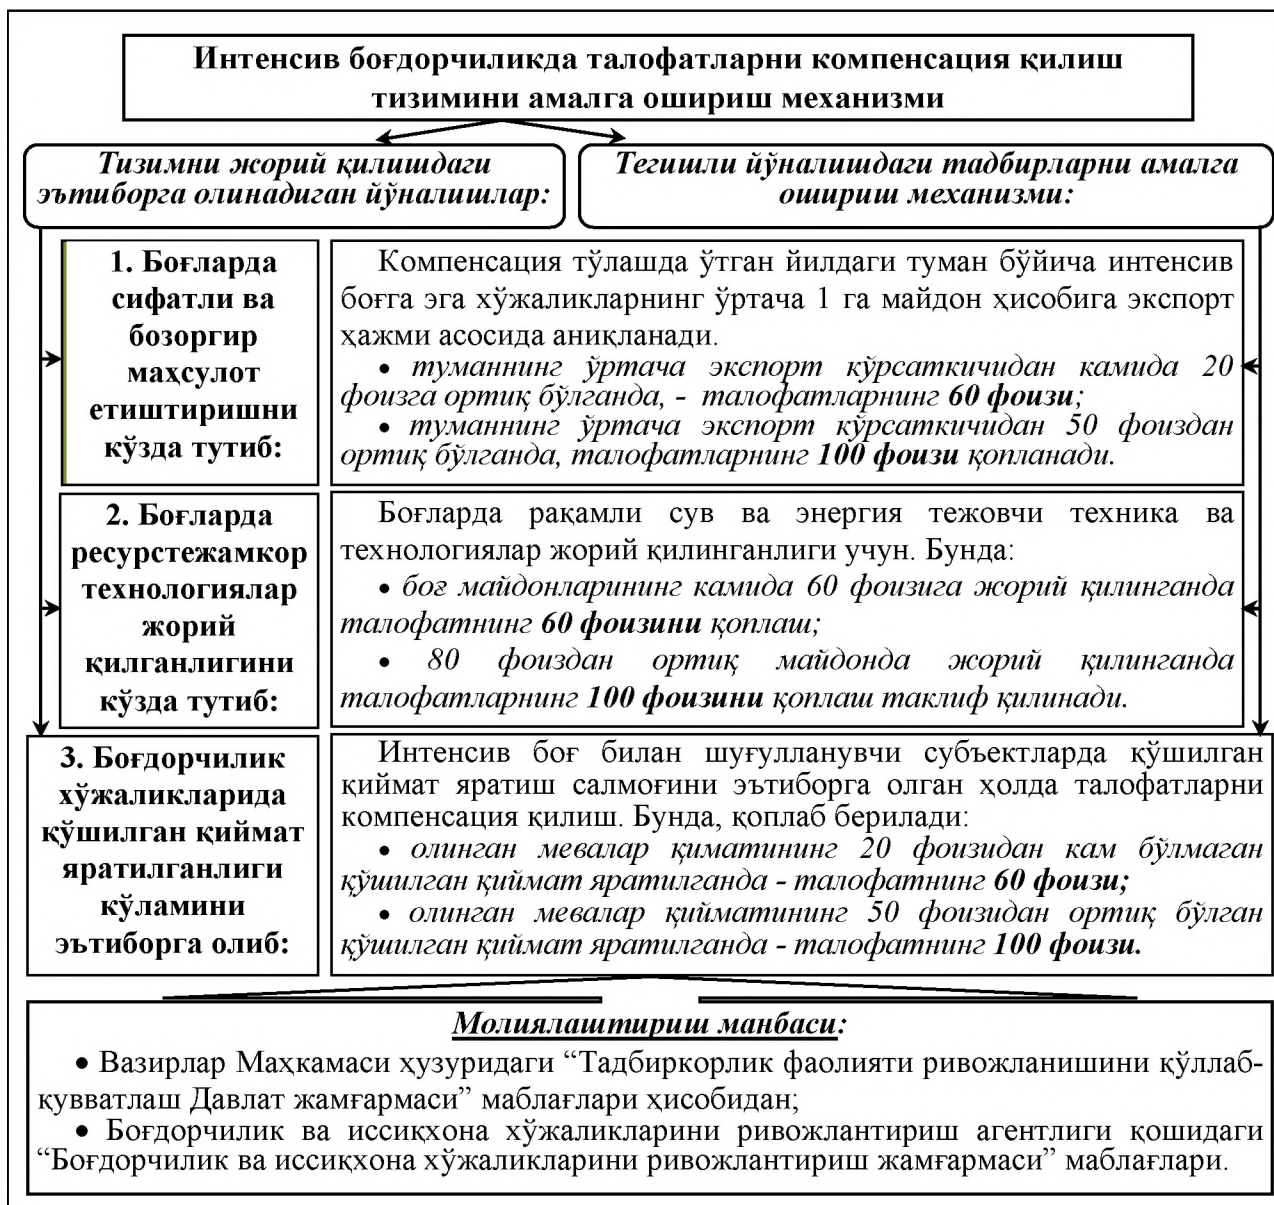 Интенсив боғдорчиликда талофатларни компенсация қилиш
тизимини амалга ошириш механизми
Тизимни жорий қилишдаги
эътиборга олинадиган йўналишлар:
Тегишли йўналишдаги тадбирларни амалга
ошириш механизми:
1. Боғларда
сифатли ва
бозоргир
маҳсулот
етиштиришни
кўзда тутиб:
Компенсация тўлашда ўтган йилдаги туман бўйича интенсив
боғга эга хўжаликларнинг ўртача 1 га майдон ҳисобига экспорт
ҳажми асосида аниқланади.
• туманнинг ўртача экспорт кўрсаткичидан камида 20
фоизга ортиқ бўлганда, - талофатларнинг 60 фоизи;
• туманнинг ўртача экспорт кўрсаткичидан 50 фоиздан
ортиқ бўлганда, талофатларнинг 100 фоизи қопланади.
2. Боғларда
ресурстежамкор
технологиялар
жорий
қилганлигини
кўзда тутиб:
Боғларда рақамли сув ва энергия тежовчи техника ва
технологиялар жорий қилинганлиги учун. Бунда:
• боғ майдонларининг камида 60 фоизига жорий қилинганда
талофатнинг 60 фоизини қоплаш;
• 80 фоиздан ортиқ майдонда жорий қилинганда
талофатларнинг 100 фоизини қоплаш таклиф қилинади.
3. Боғдорчилик
хўжаликларида
қўшилган қиймат
яратилганлиги
кўламини
эътиборга олиб:
Интенсив боғ билан шуғулланувчи субъектларда қўшилган
қиймат яратиш салмоғини эътиборга олган ҳолда талофатларни
компенсация қилиш. Бунда, қоплаб берилади:
• олинган мевалар қиматининг 20 фоизидан кам бўлмаган
қўшилган қиймат яратилганда - талофатнинг 60 фоизи;
• олинган мевалар қийматининг 50 фоизидан ортиқ бўлган
қўшилган қиймат яратилганда - талофатнинг 100 фоизи.
Молиялаштириш манбаси:
• Вазирлар Маҳкамаси ҳузуридаги “Тадбиркорлик фаолияти ривожланишини қўллаб-
қувватлаш Давлат жамғармаси” маблағлари ҳисобидан;
• Боғдорчилик ва иссиқхона хўжаликларини ривожлантириш агентлиги қошидаги
“Боғдорчилик ва иссиқхона хўжаликларини ривожлантириш жамғармаси” маблағлари.